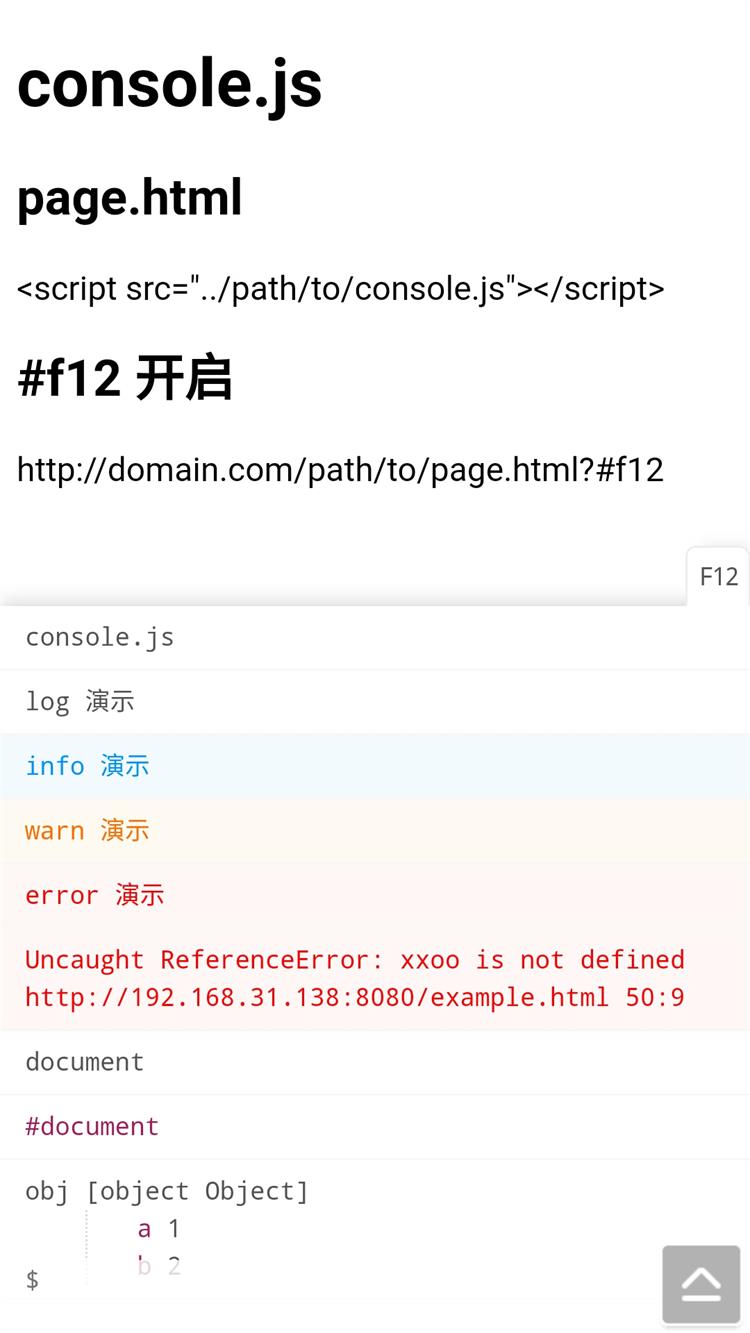 console.js
page.html
<script src="../path/to/console.js"></script>
#f12 开启
http://domain.com/path/to/page.html?#f12
F12
console.js
log 演示
info 演示
warn 演示
error 演示
Uncaught ReferenceError: xxoo is not defined
http://192.168.31.138:8080/example.html 50:9
document
#document
obj [object Object]
a 1
b 2
$